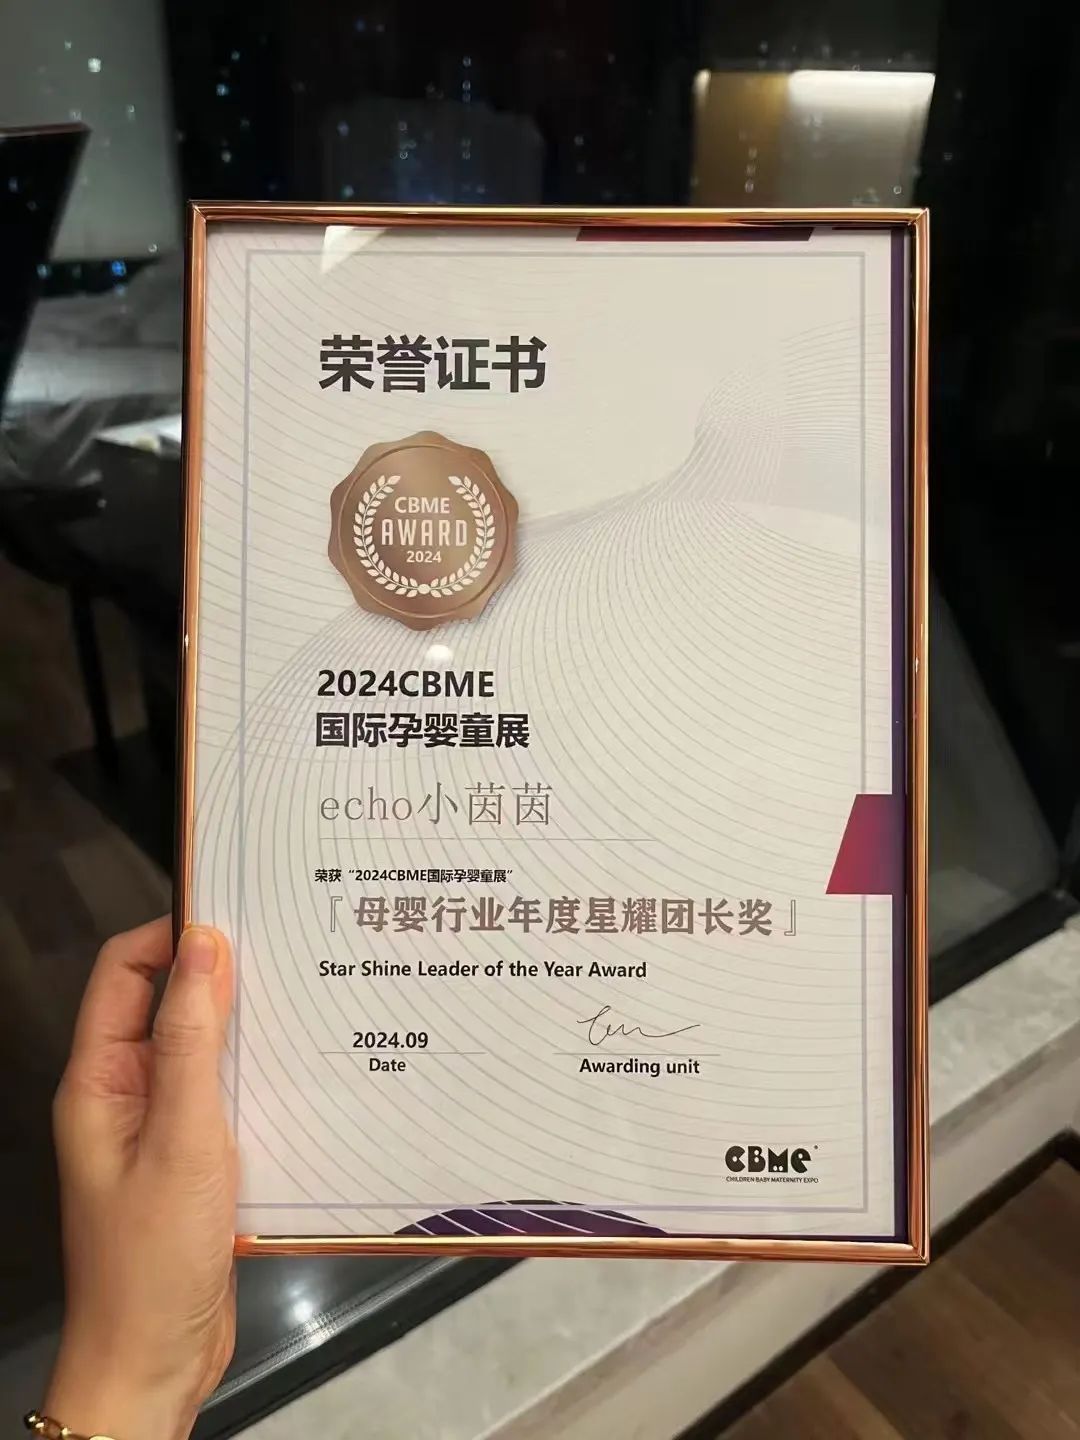 荣誉证书
CBME
AWARD
2024
2024CBME
国际孕婴童展
echo小茵茵
荣获“2024CBME国际孕婴童展”
『母婴行业年度星耀团长奖』
Star Shine Leader of the Year Award
2024.09
Date
Awarding unit
CBMe
CHILDREN BABY MATERNITY EXPO